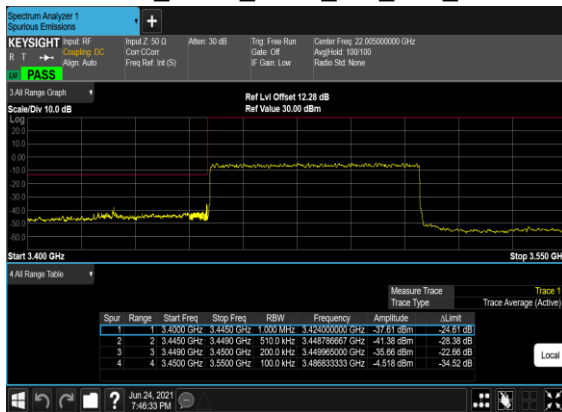 Spectrum Analyzer 1
Spurious Emissions
+
KEYSIGHT Input: RF Input Z: 50 Ω Atten: 30 dB Trig: Free Run Center Freq: 22.005000000 GHz
R T Coupling: DC Corr CCorr Gate: Off Avg|Hold: 100/100
Align: Auto Freq Ref: Int (S) IF Gain: Low Radio Std: None
PASS
3 All Range Graph
Ref Lvl Offset 12.28 dB
Scale/Div 10.0 dB Ref Value 30.00 dBm
Log
20.0
10.0
0.00
-10.0
-20.0
-30.0
-40.0
-50.0
-60.0
Start 3.400 GHz Stop 3.550 GHz
4 All Range Table
Measure Trace Trace 1
Trace Type Trace Average (Active)
Spur Range Start Freq Stop Freq RBW Frequency Amplitude ΔLimit
1 1 3.4000 GHz 3.4450 GHz 1.000 MHz 3.424000000 GHz -37.61 dBm -24.61 dB
2 2 3.4450 GHz 3.4490 GHz 510.0 kHz 3.448786667 GHz -41.38 dBm -28.38 dB
3 3 3.4490 GHz 3.4500 GHz 200.0 kHz 3.449965000 GHz -35.66 dBm -22.66 dB
4 4 3.4500 GHz 3.5500 GHz 100.0 kHz 3.486833333 GHz -4.518 dBm -34.52 dB
Local
? Jun 24, 2021
7:46:33 PM